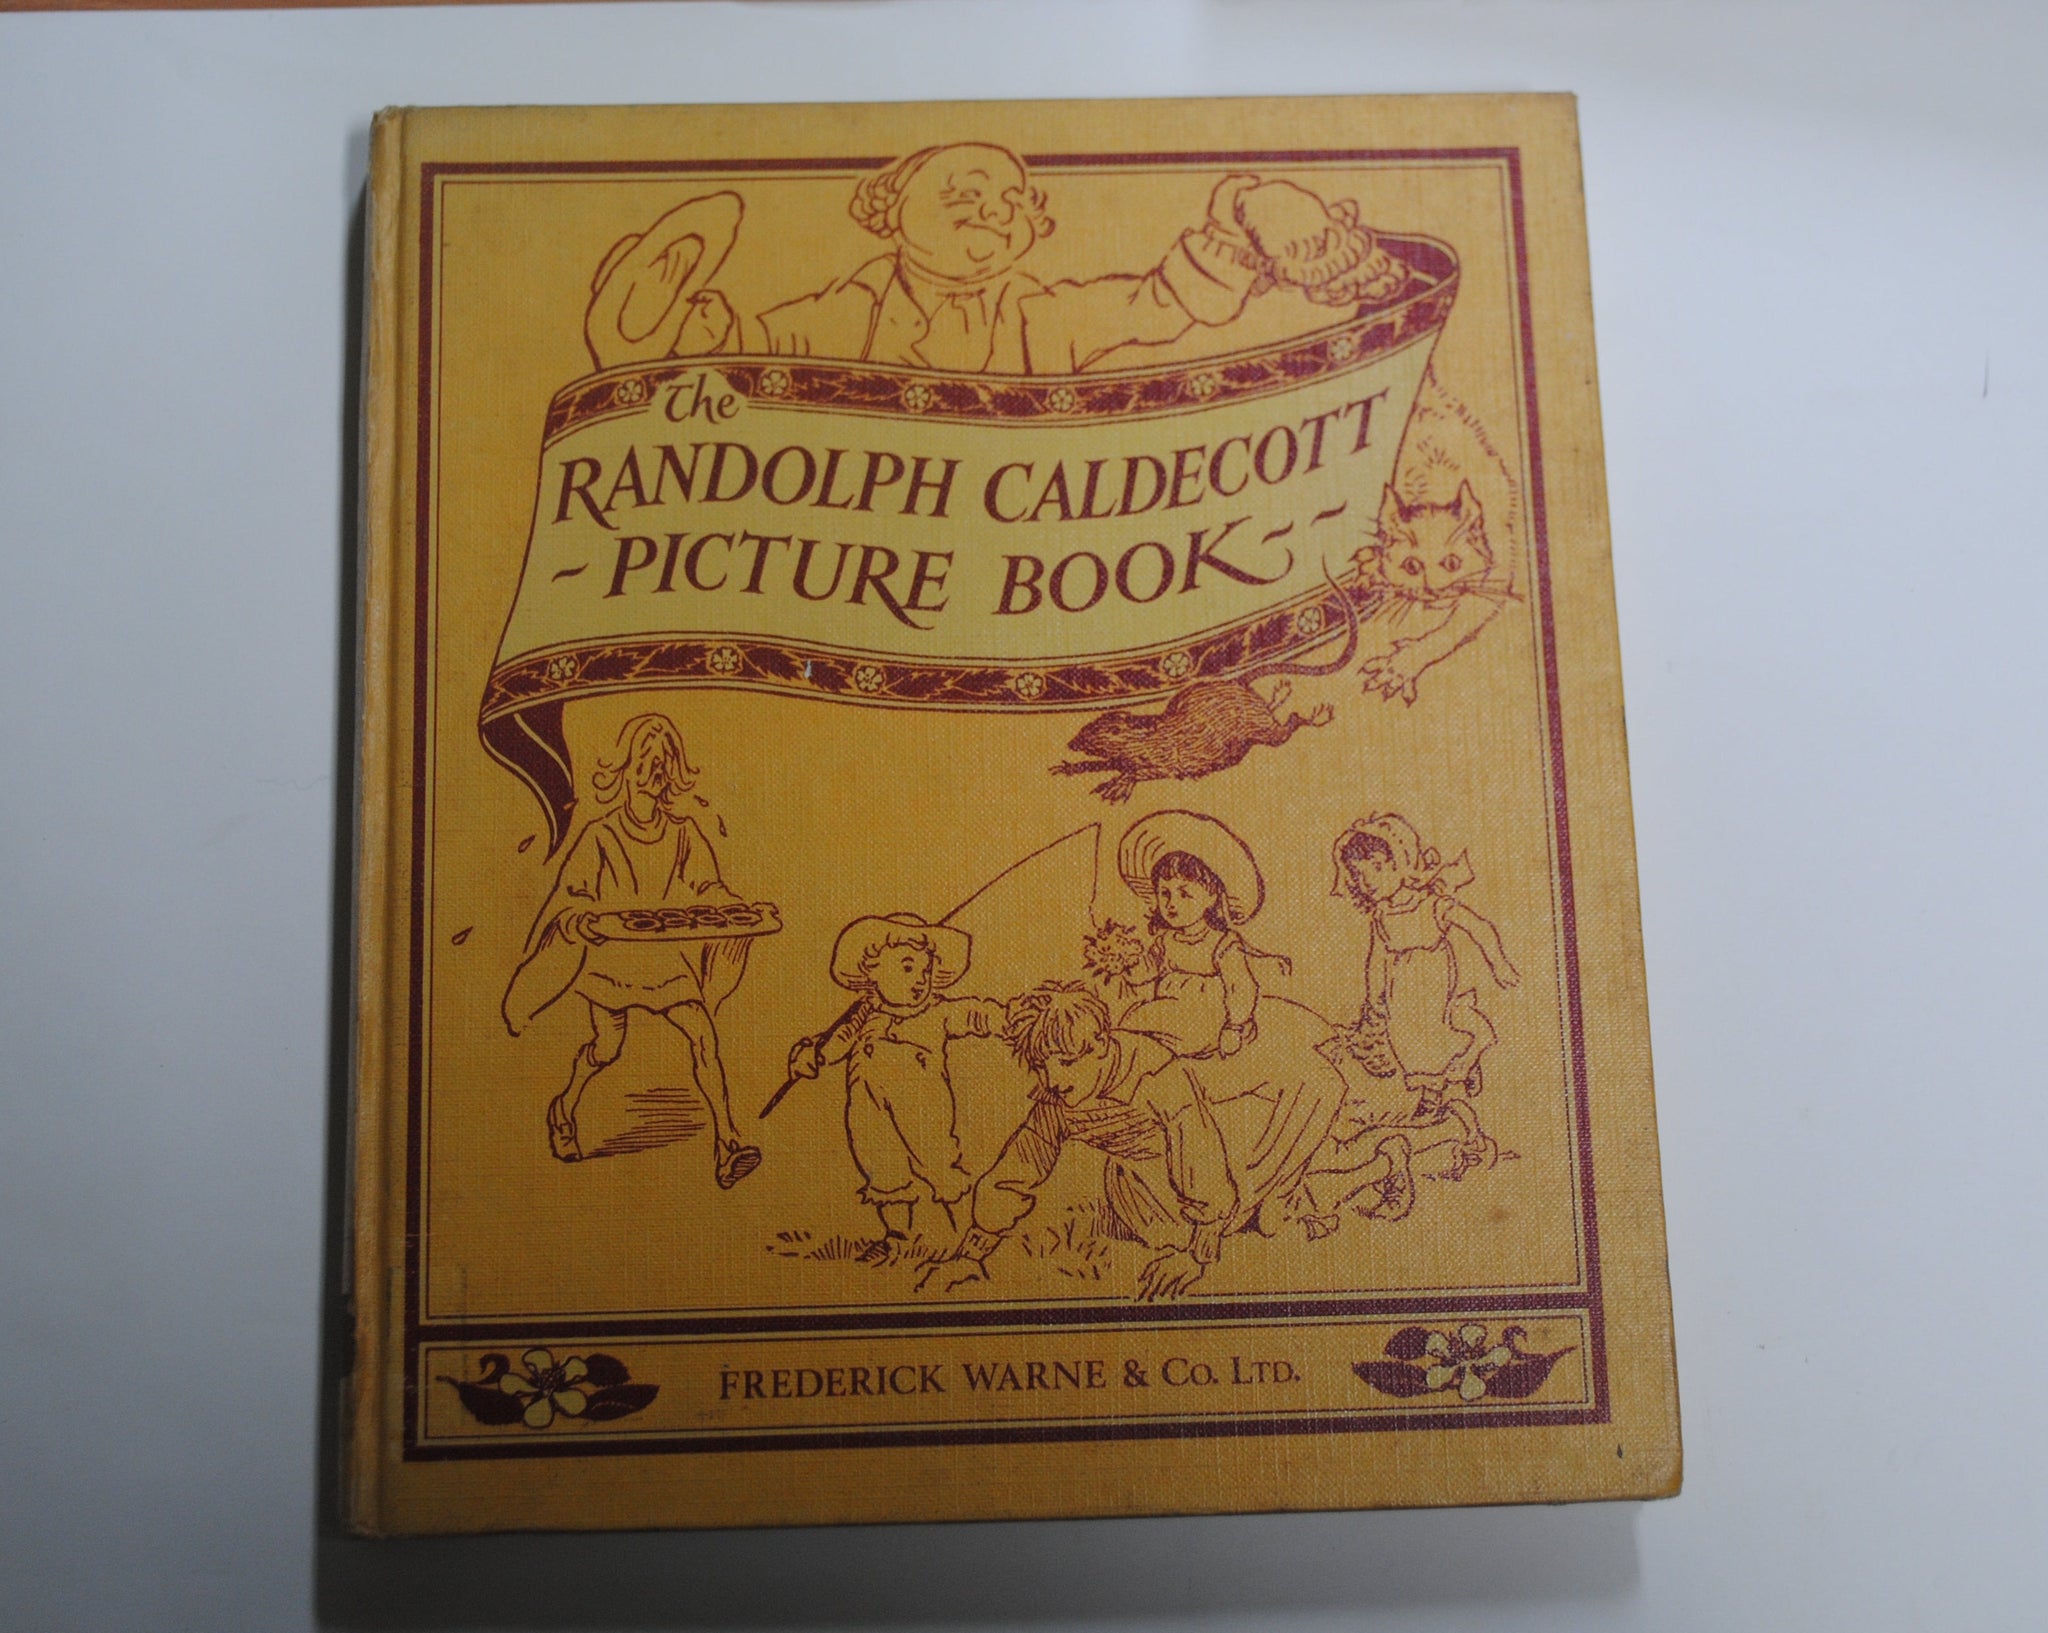 The
RANDOLPH CALDECOTT
~ PICTURE BOOK ~ ~
FREDERICK WARNE & Co. LTD.